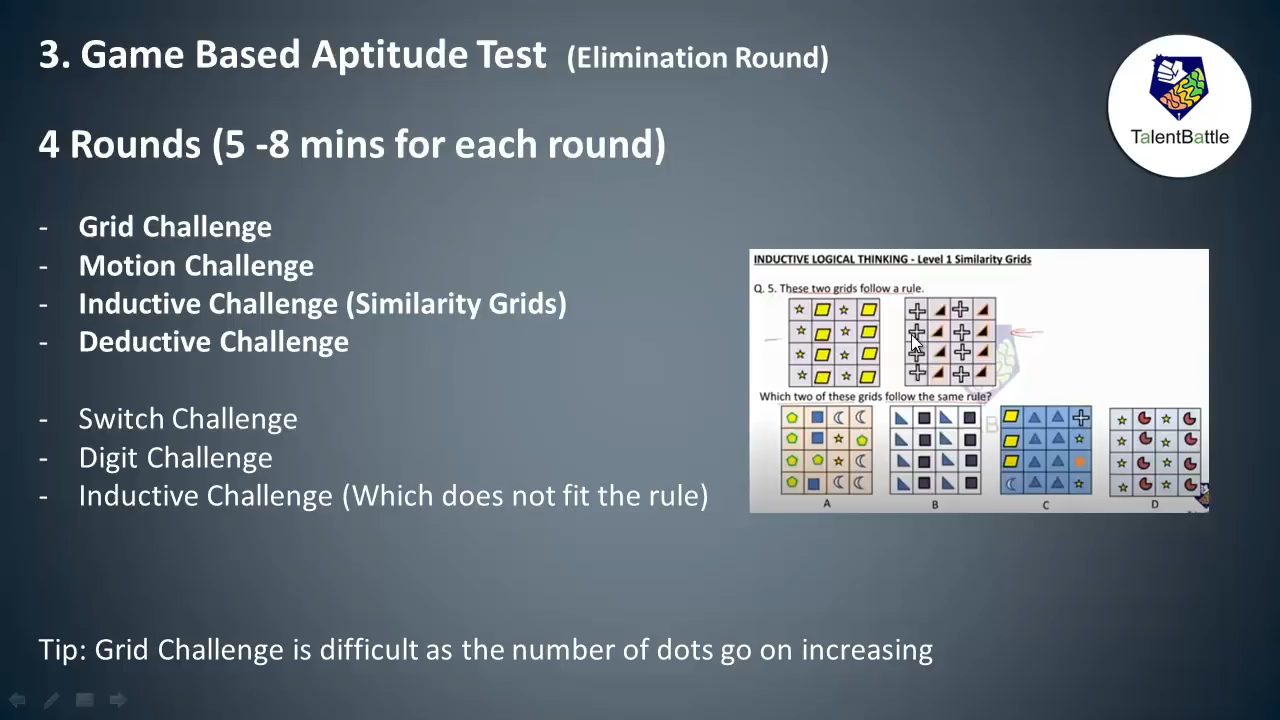 3. Game Based Aptitude Test (Elimination Round)
TalentBattle
4 Rounds (5 -8 mins for each round)
- Grid Challenge
- Motion Challenge
- Inductive Challenge (Similarity Grids)
- Deductive Challenge
- Switch Challenge
- Digit Challenge
- Inductive Challenge (Which does not fit the rule)
INDUCTIVE LOGICAL THINKING - Level 1 Similarity Grids
Q. 5. These two grids follow a rule.
Which two of these grids follow the same rule?
A B C D
Tip: Grid Challenge is difficult as the number of dots go on increasing